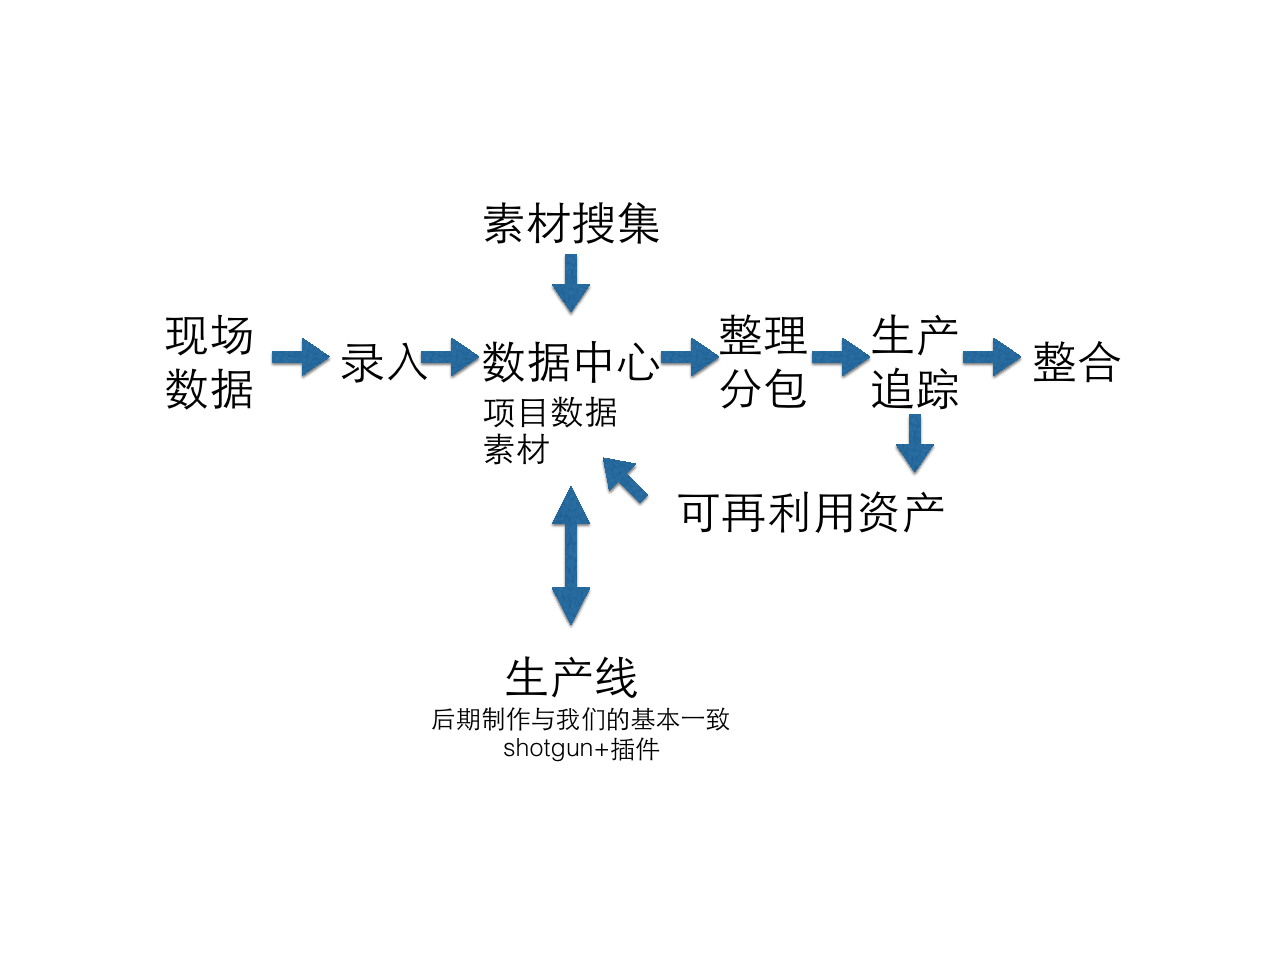 素材搜集
现场
数据
录入
数据中心
项目数据
素材
整理
分包
生产
追踪
整合
可再利用资产
生产线
后期制作与我们的基本一致
shotgun+插件